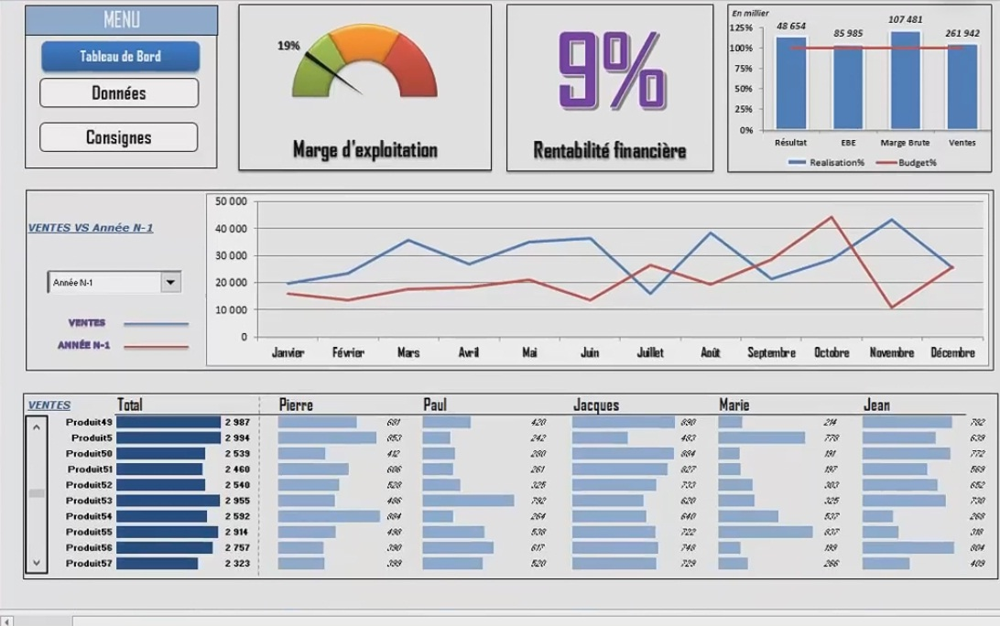 MENU
Tableau de Bord
Données
Consignes
19%
Marge d'exploitation
9%
Rentabilité financière
En millier
48 654 85 985 107 481 261 942
125%
100%
75%
50%
25%
0%
Résultat EBE Marge Brute Ventes
Realisation% Budget%
VENTES VS Année N-1
Année N-1
VENTES
ANNÉE N-1
50 000
40 000
30 000
20 000
10 000
0
Janvier Février Mars Avril Mai Juin Juillet Août Septembre Octobre Novembre Décembre
VENTES Total Pierre Paul Jacques Marie Jean
Produit49 2 987 681 420 890 214 782
Produit5 2 994 853 242 483 778 639
Produit50 2 539 412 280 884 191 772
Produit51 2 460 606 261 827 197 569
Produit52 2 540 528 325 733 303 652
Produit53 2 955 486 792 620 325 730
Produit54 2 592 884 264 640 537 268
Produit55 2 914 498 538 722 837 318
Produit56 2 757 390 617 748 199 804
Produit57 2 323 399 520 729 266 409